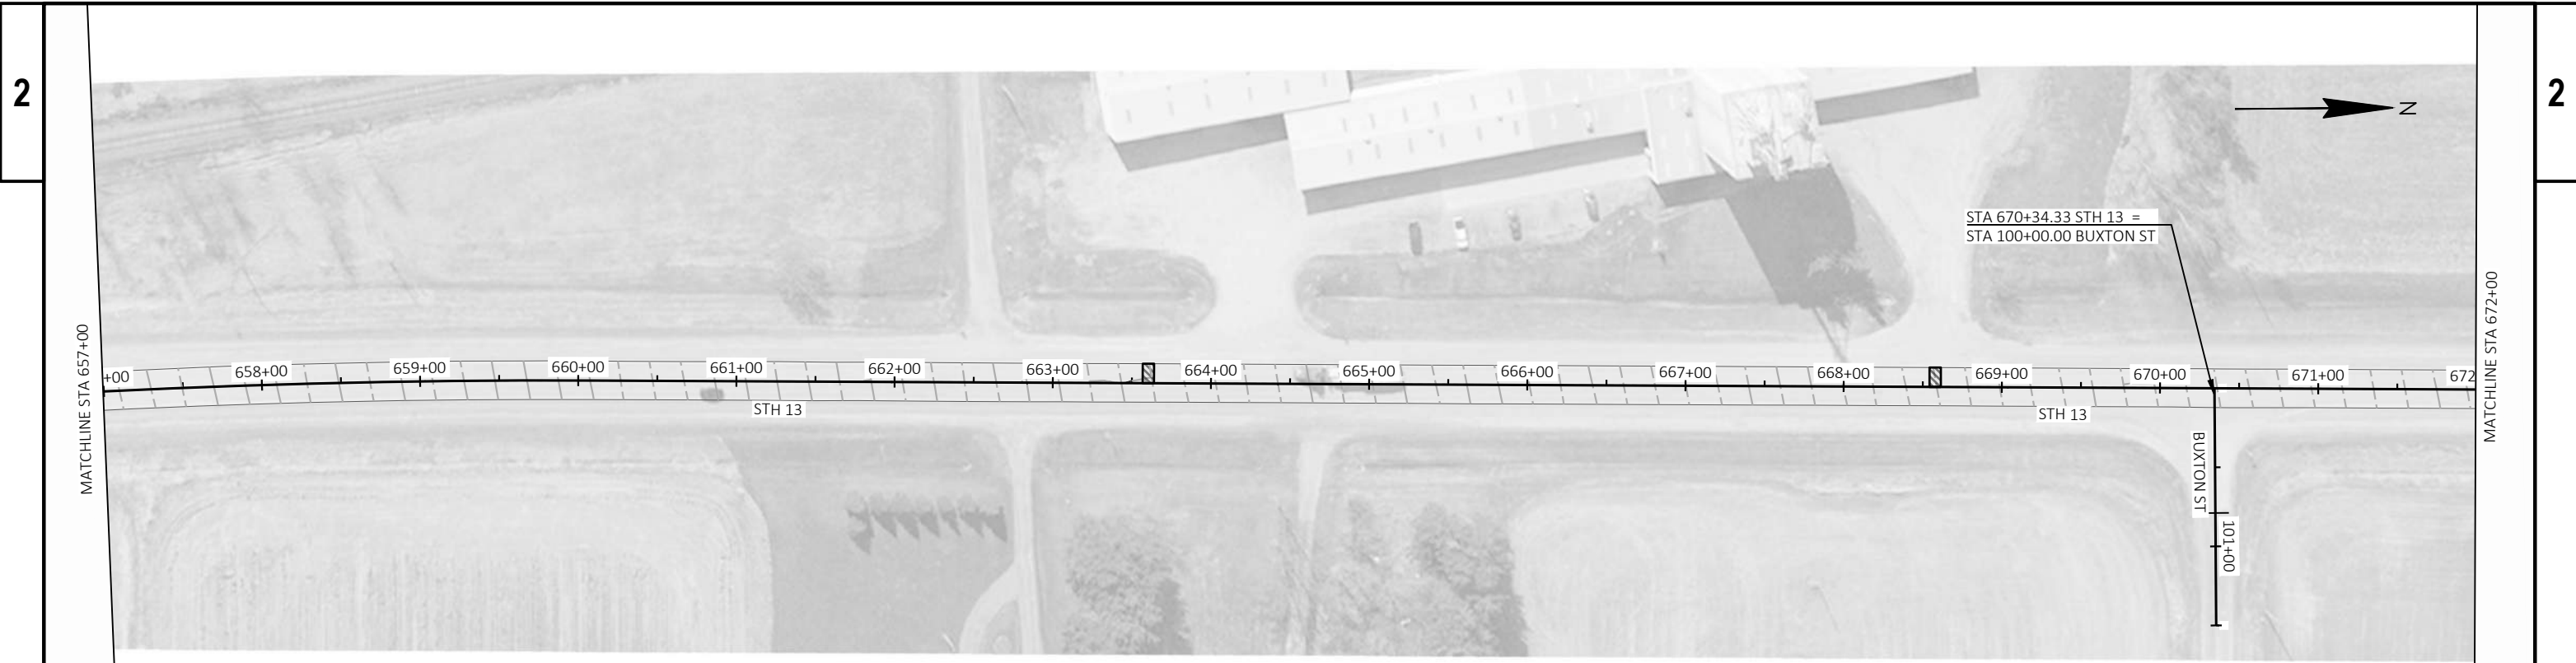 2
2
N
STA 670+34.33 STH 13 =
STA 100+00.00 BUXTON ST
MATCHLINE STA 657+00
MATCHLINE STA 672+00
+00
658+00
659+00
660+00
661+00
662+00
663+00
664+00
665+00
666+00
667+00
668+00
669+00
670+00
671+00
672
STH 13
STH 13
BUXTON ST
101+00